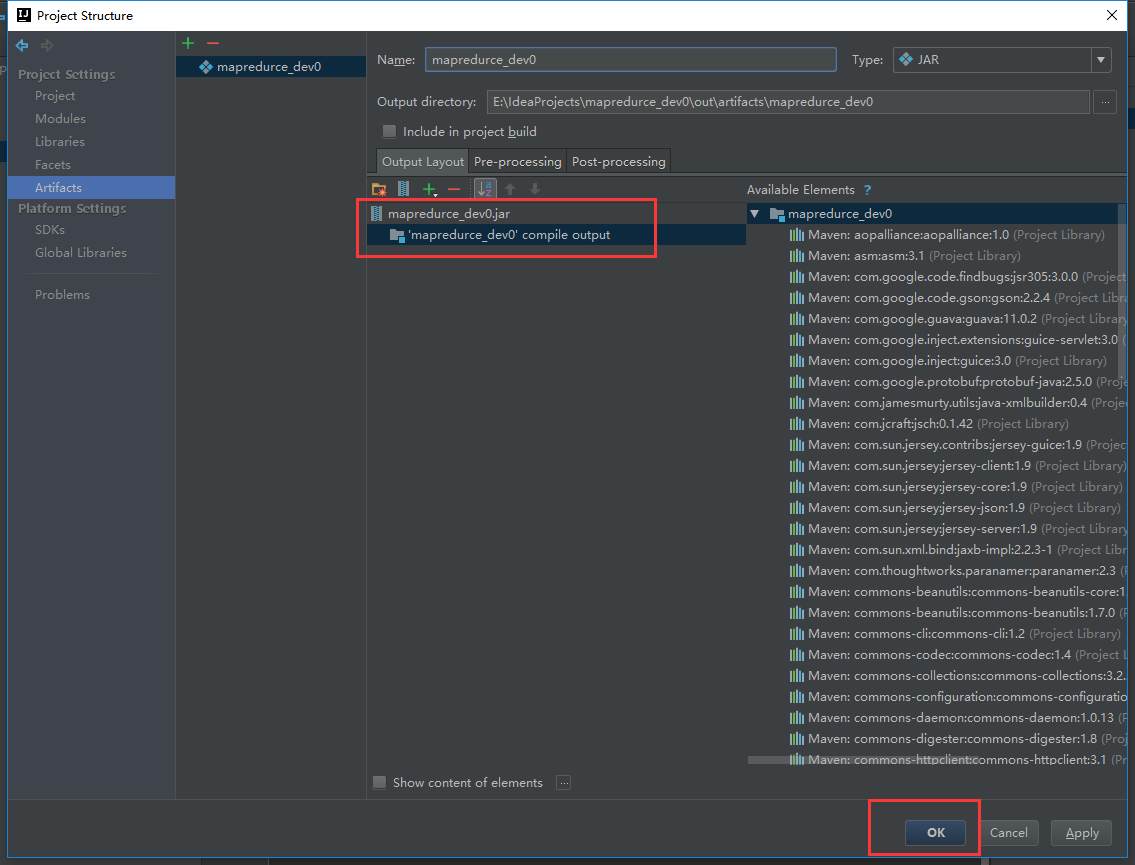 Project Structure
Project Settings
Project
Modules
Libraries
Facets
Artifacts
Platform Settings
SDKs
Global Libraries
Problems
mapredurce_dev0
Name: mapredurce_dev0 Type: JAR
Output directory: E:\IdeaProjects\mapredurce_dev0\out\artifacts\mapredurce_dev0 ...
Include in project build
Output Layout Pre-processing Post-processing
mapredurce_dev0.jar
'mapredurce_dev0' compile output
Available Elements ?
mapredurce_dev0
Maven: aopalliance:aopalliance:1.0 (Project Library)
Maven: asm:asm:3.1 (Project Library)
Maven: com.google.code.findbugs:jsr305:3.0.0 (Project
Maven: com.google.code.gson:gson:2.2.4 (Project Libra
Maven: com.google.guava:guava:11.0.2 (Project Library
Maven: com.google.inject.extensions:guice-servlet:3.0 (
Maven: com.google.inject:guice:3.0 (Project Library)
Maven: com.google.protobuf:protobuf-java:2.5.0 (Proje
Maven: com.jamesmurty.utils:java-xmlbuilder:0.4 (Proje
Maven: com.jcraft:jsch:0.1.42 (Project Library)
Maven: com.sun.jersey.contribs:jersey-guice:1.9 (Project
Maven: com.sun.jersey:jersey-client:1.9 (Project Library)
Maven: com.sun.jersey:jersey-core:1.9 (Project Library)
Maven: com.sun.jersey:jersey-json:1.9 (Project Library)
Maven: com.sun.jersey:jersey-server:1.9 (Project Library
Maven: com.sun.xml.bind:jaxb-impl:2.2.3-1 (Project Libr
Maven: com.thoughtworks.paranamer:paranamer:2.3 (P
Maven: commons-beanutils:commons-beanutils-core:1.
Maven: commons-beanutils:commons-beanutils:1.7.0 (P
Maven: commons-cli:commons-cli:1.2 (Project Library)
Maven: commons-codec:commons-codec:1.4 (Project L
Maven: commons-collections:commons-collections:3.2.
Maven: commons-configuration:commons-configuratio
Maven: commons-daemon:commons-daemon:1.0.13 (P
Maven: commons-digester:commons-digester:1.8 (Proj
Maven: commons-httpclient:commons-httpclient:3.1 (Pr
Show content of elements ...
OK Cancel Apply